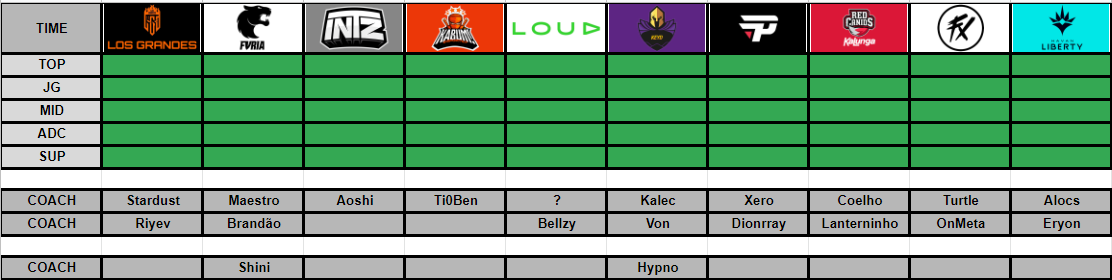 TIME LOS GRANDES FVRIA INTZ KABUM! LOUD KEYD P RED CANIDS Kalunga FX LIBERTY
TOP
JG
MID
ADC
SUP
COACH Stardust Maestro Aoshi Ti0Ben ? Kalec Xero Coelho Turtle Alocs
COACH Riyev Brandão Bellzy Von Dionrray Lanterninho OnMeta Eryon
COACH Shini Hypno